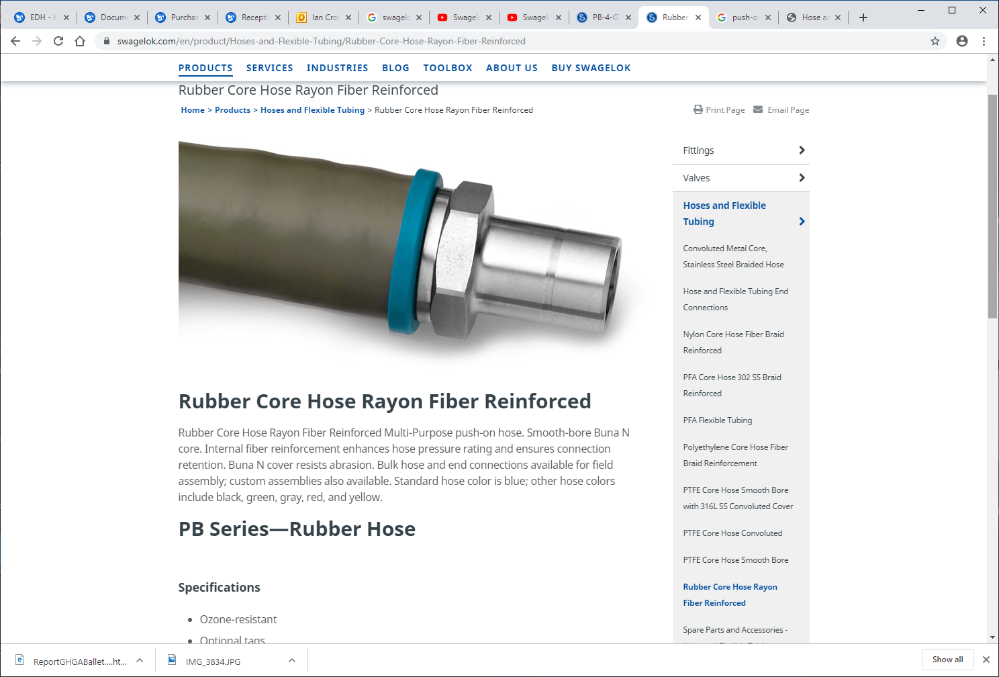 EDH - H
Docum
Purchas
Recepti
Ian Crof
swagelo
Swagel
Swagel
PB-4-G
Rubber
push-o
Hose an
swagelok.com/en/product/Hoses-and-Flexible-Tubing/Rubber-Core-Hose-Rayon-Fiber-Reinforced
PRODUCTS SERVICES INDUSTRIES BLOG TOOLBOX ABOUT US BUY SWAGELOK
Rubber Core Hose Rayon Fiber Reinforced
Home > Products > Hoses and Flexible Tubing > Rubber Core Hose Rayon Fiber Reinforced
Print Page Email Page
Rubber Core Hose Rayon Fiber Reinforced
Rubber Core Hose Rayon Fiber Reinforced Multi-Purpose push-on hose. Smooth-bore Buna N
core. Internal fiber reinforcement enhances hose pressure rating and ensures connection
retention. Buna N cover resists abrasion. Bulk hose and end connections available for field
assembly; custom assemblies also available. Standard hose color is blue; other hose colors
include black, green, gray, red, and yellow.
PB Series—Rubber Hose
Specifications
• Ozone-resistant
• Optional tags
Fittings
Valves
Hoses and Flexible
Tubing
Convoluted Metal Core,
Stainless Steel Braided Hose
Hose and Flexible Tubing End
Connections
Nylon Core Hose Fiber Braid
Reinforced
PFA Core Hose 302 SS Braid
Reinforced
PFA Flexible Tubing
Polyethylene Core Hose Fiber
Braid Reinforcement
PTFE Core Hose Smooth Bore
with 316L SS Convoluted Cover
PTFE Core Hose Convoluted
PTFE Core Hose Smooth Bore
Rubber Core Hose Rayon
Fiber Reinforced
Spare Parts and Accessories -
ReportGHGABallet....ht...
IMG_3834.JPG
Show all